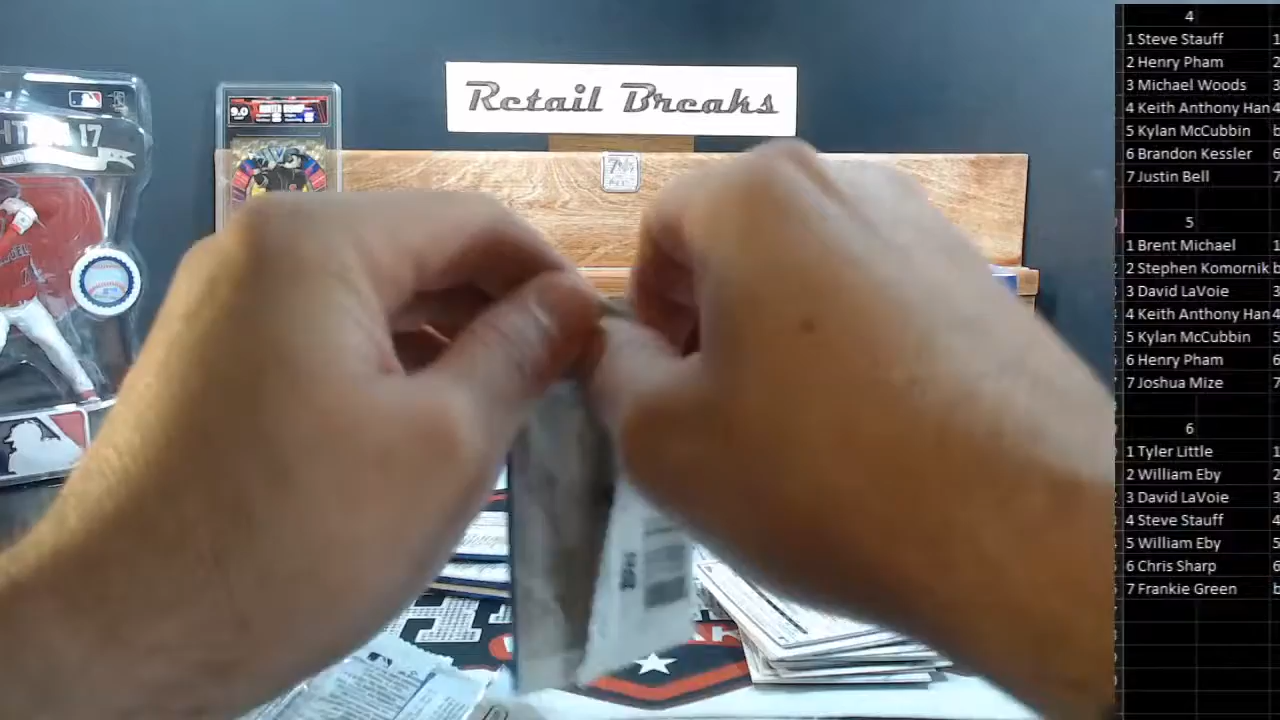 Retail Breaks
17
9.0
4
1 Steve Stauff
2 Henry Pham
3 Michael Woods
4 Keith Anthony Han
5 Kylan McCubbin
6 Brandon Kessler
7 Justin Bell
5
1 Brent Michael
2 Stephen Komornik
3 David LaVoie
4 Keith Anthony Han
5 Kylan McCubbin
6 Henry Pham
7 Joshua Mize
6
1 Tyler Little
2 William Eby
3 David LaVoie
4 Steve Stauff
5 William Eby
6 Chris Sharp
7 Frankie Green